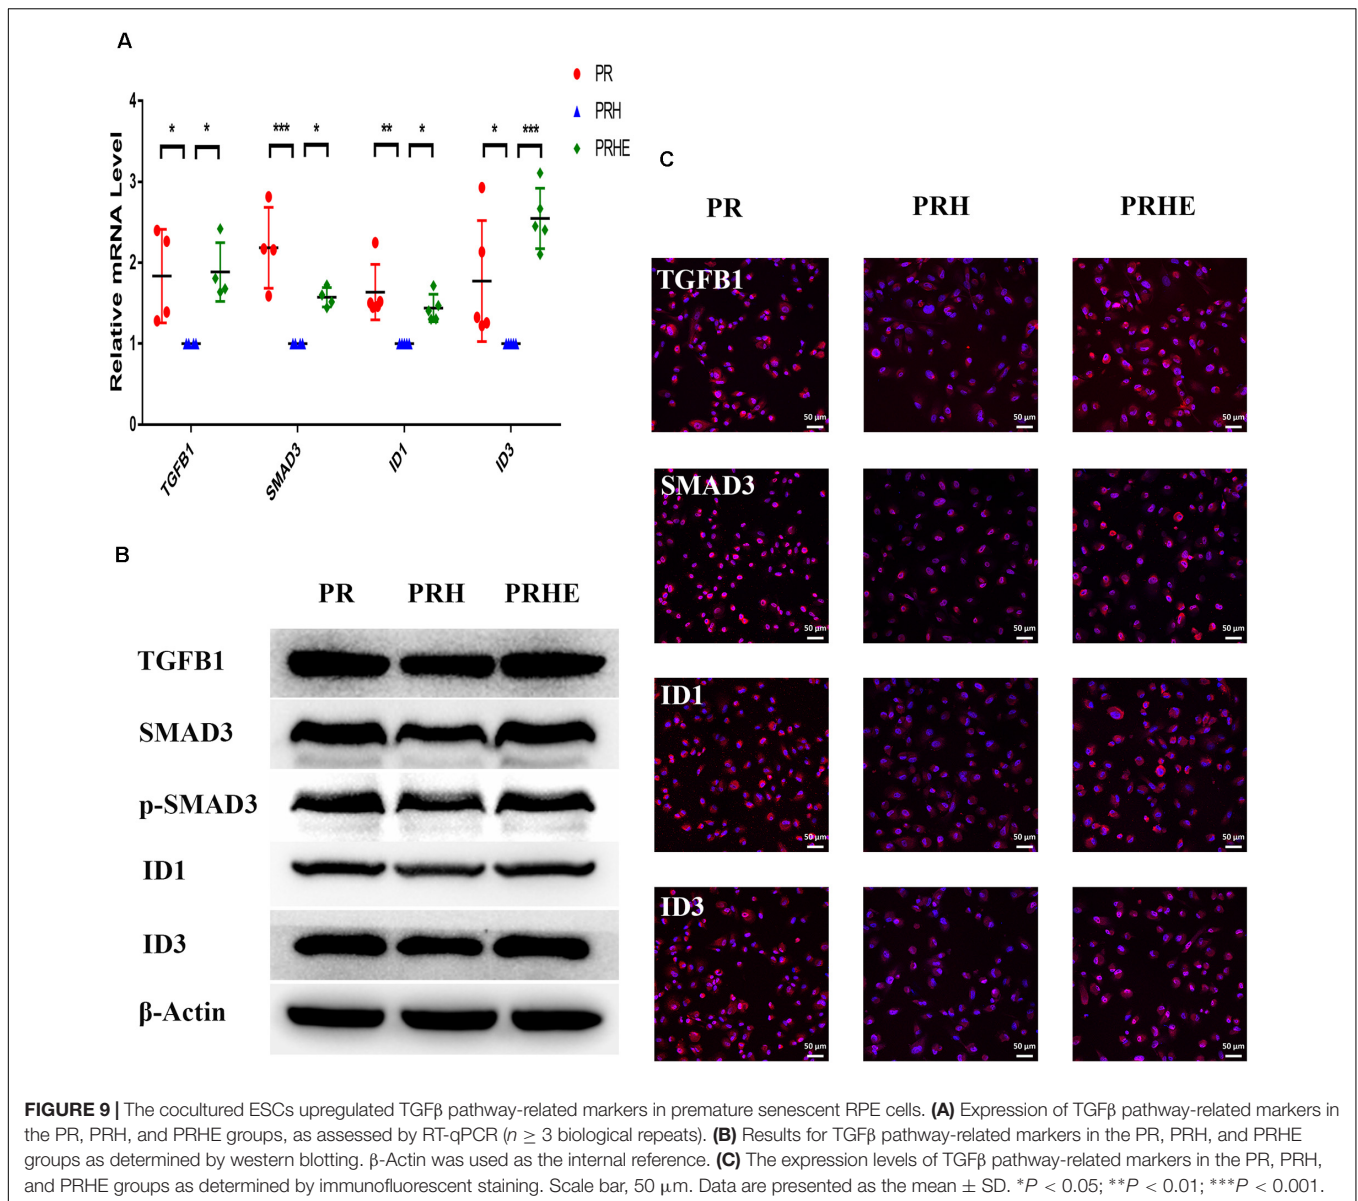 A
PR
PRH
PRHE
Relative mRNA Level
4
3
2
1
0
* * *** * ** * * ***
TGFB1 SMAD3 ID1 ID3
B
PR PRH PRHE
TGFB1
SMAD3
p-SMAD3
ID1
ID3
β-Actin
C
PR PRH PRHE
TGFB1
50 µm 50 µm 50 µm
SMAD3
50 µm 50 µm 50 µm
ID1
50 µm 50 µm 50 µm
ID3
50 µm 50 µm 50 µm
FIGURE 9 | The cocultured ESCs upregulated TGFβ pathway-related markers in premature senescent RPE cells. (A) Expression of TGFβ pathway-related markers in
the PR, PRH, and PRHE groups, as assessed by RT-qPCR (n ≥ 3 biological repeats). (B) Results for TGFβ pathway-related markers in the PR, PRH, and PRHE
groups as determined by western blotting. β-Actin was used as the internal reference. (C) The expression levels of TGFβ pathway-related markers in the PR, PRH,
and PRHE groups as determined by immunofluorescent staining. Scale bar, 50 µm. Data are presented as the mean ± SD. *P < 0.05; **P < 0.01; ***P < 0.001.